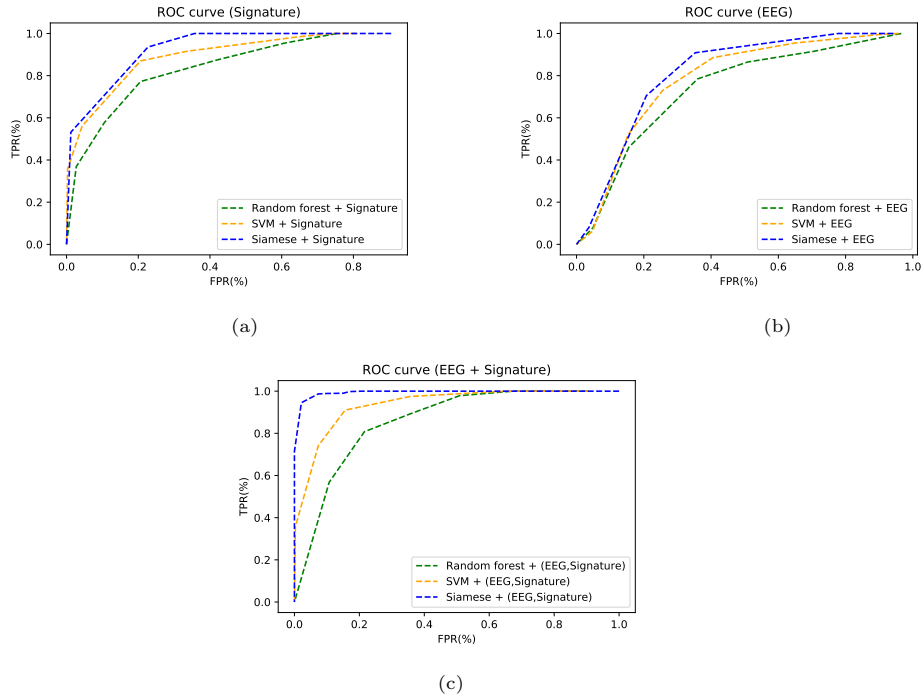 ROC curve (Signature)
1.0
0.8
0.6
0.4
0.2
0.0
TPR(%)
Random forest + Signature
SVM + Signature
Siamese + Signature
0.0 0.2 0.4 0.6 0.8
FPR(%)
(a)
ROC curve (EEG)
1.0
0.8
0.6
0.4
0.2
0.0
TPR(%)
Random forest + EEG
SVM + EEG
Siamese + EEG
0.0 0.2 0.4 0.6 0.8 1.0
FPR(%)
(b)
ROC curve (EEG + Signature)
1.0
0.8
0.6
0.4
0.2
0.0
TPR(%)
Random forest + (EEG,Signature)
SVM + (EEG,Signature)
Siamese + (EEG,Signature)
0.0 0.2 0.4 0.6 0.8 1.0
FPR(%)
(c)